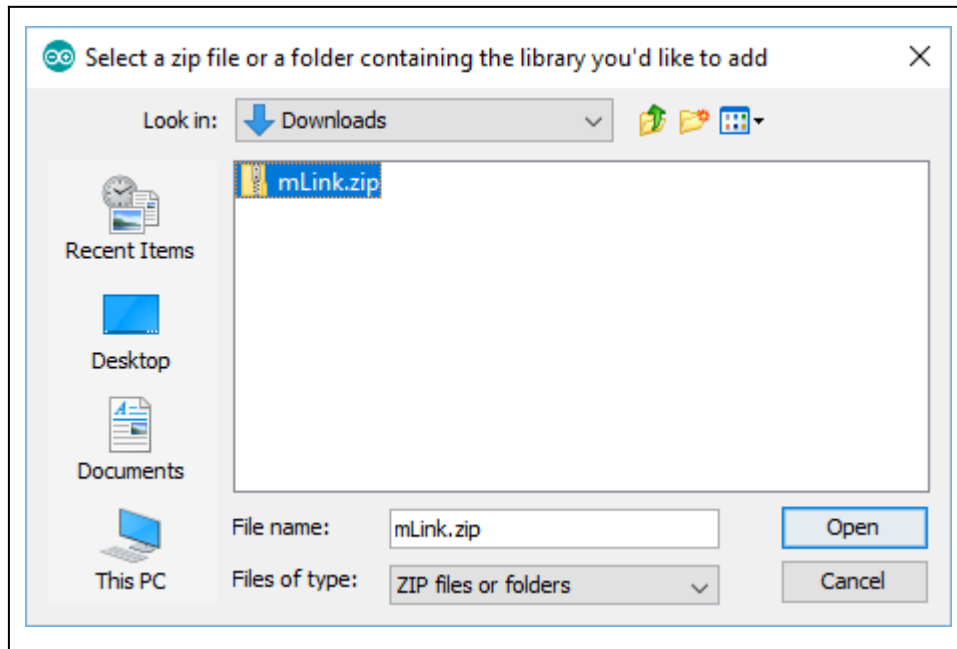 Select a zip file or a folder containing the library you'd like to add
Look in: Downloads
mLink.zip
Recent Items
Desktop
Documents
This PC
File name: mLink.zip Open
Files of type: ZIP files or folders Cancel